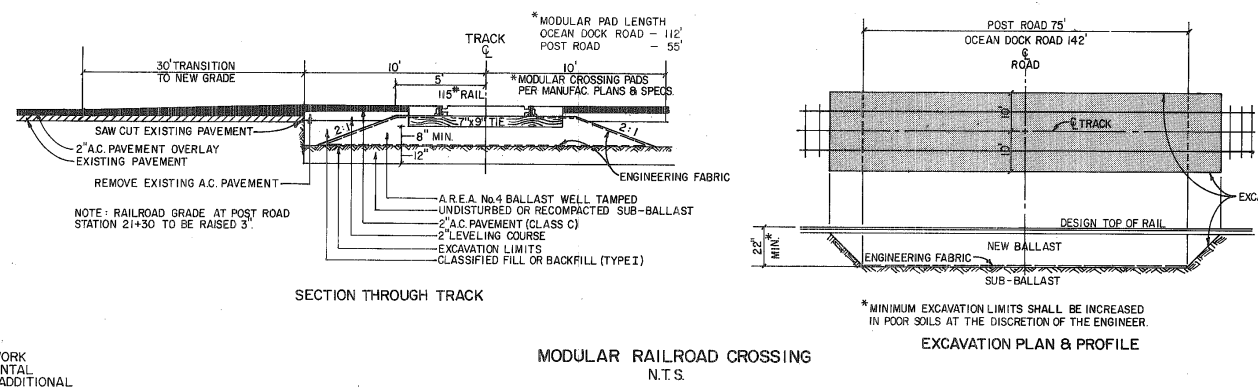 * MODULAR PAD LENGTH
OCEAN DOCK ROAD - 112'
POST ROAD - 55'
TRACK
℄
30' TRANSITION
TO NEW GRADE
10'
10'
5'
115# RAIL
* MODULAR CROSSING PADS
PER MANUFAC. PLANS & SPECS.
SAW CUT EXISTING PAVEMENT
2:1
7"x9" TIE
2:1
8" MIN.
12"
2" A.C. PAVEMENT OVERLAY
EXISTING PAVEMENT
REMOVE EXISTING A.C. PAVEMENT
ENGINEERING FABRIC
NOTE: RAILROAD GRADE AT POST ROAD
STATION 21+30 TO BE RAISED 3".
A.R.E.A. No. 4 BALLAST WELL TAMPED
UNDISTURBED OR RECOMPACTED SUB-BALLAST
2" A.C. PAVEMENT (CLASS C)
2" LEVELING COURSE
EXCAVATION LIMITS
CLASSIFIED FILL OR BACKFILL (TYPE I)
SECTION THROUGH TRACK
POST ROAD 75'
OCEAN DOCK ROAD 142'
℄
ROAD
10'
℄ TRACK
10'
EXC
DESIGN TOP OF RAIL
22"
MIN.*
NEW BALLAST
ENGINEERING FABRIC
SUB-BALLAST
* MINIMUM EXCAVATION LIMITS SHALL BE INCREASED
IN POOR SOILS AT THE DISCRETION OF THE ENGINEER.
EXCAVATION PLAN & PROFILE
MODULAR RAILROAD CROSSING
N.T.S.
ORK
NTAL
ADDITIONAL